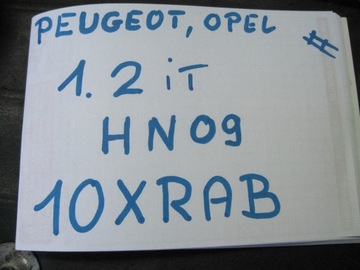 PEUGEOT, OPEL #
1.2 iT
HN09
10XRAB